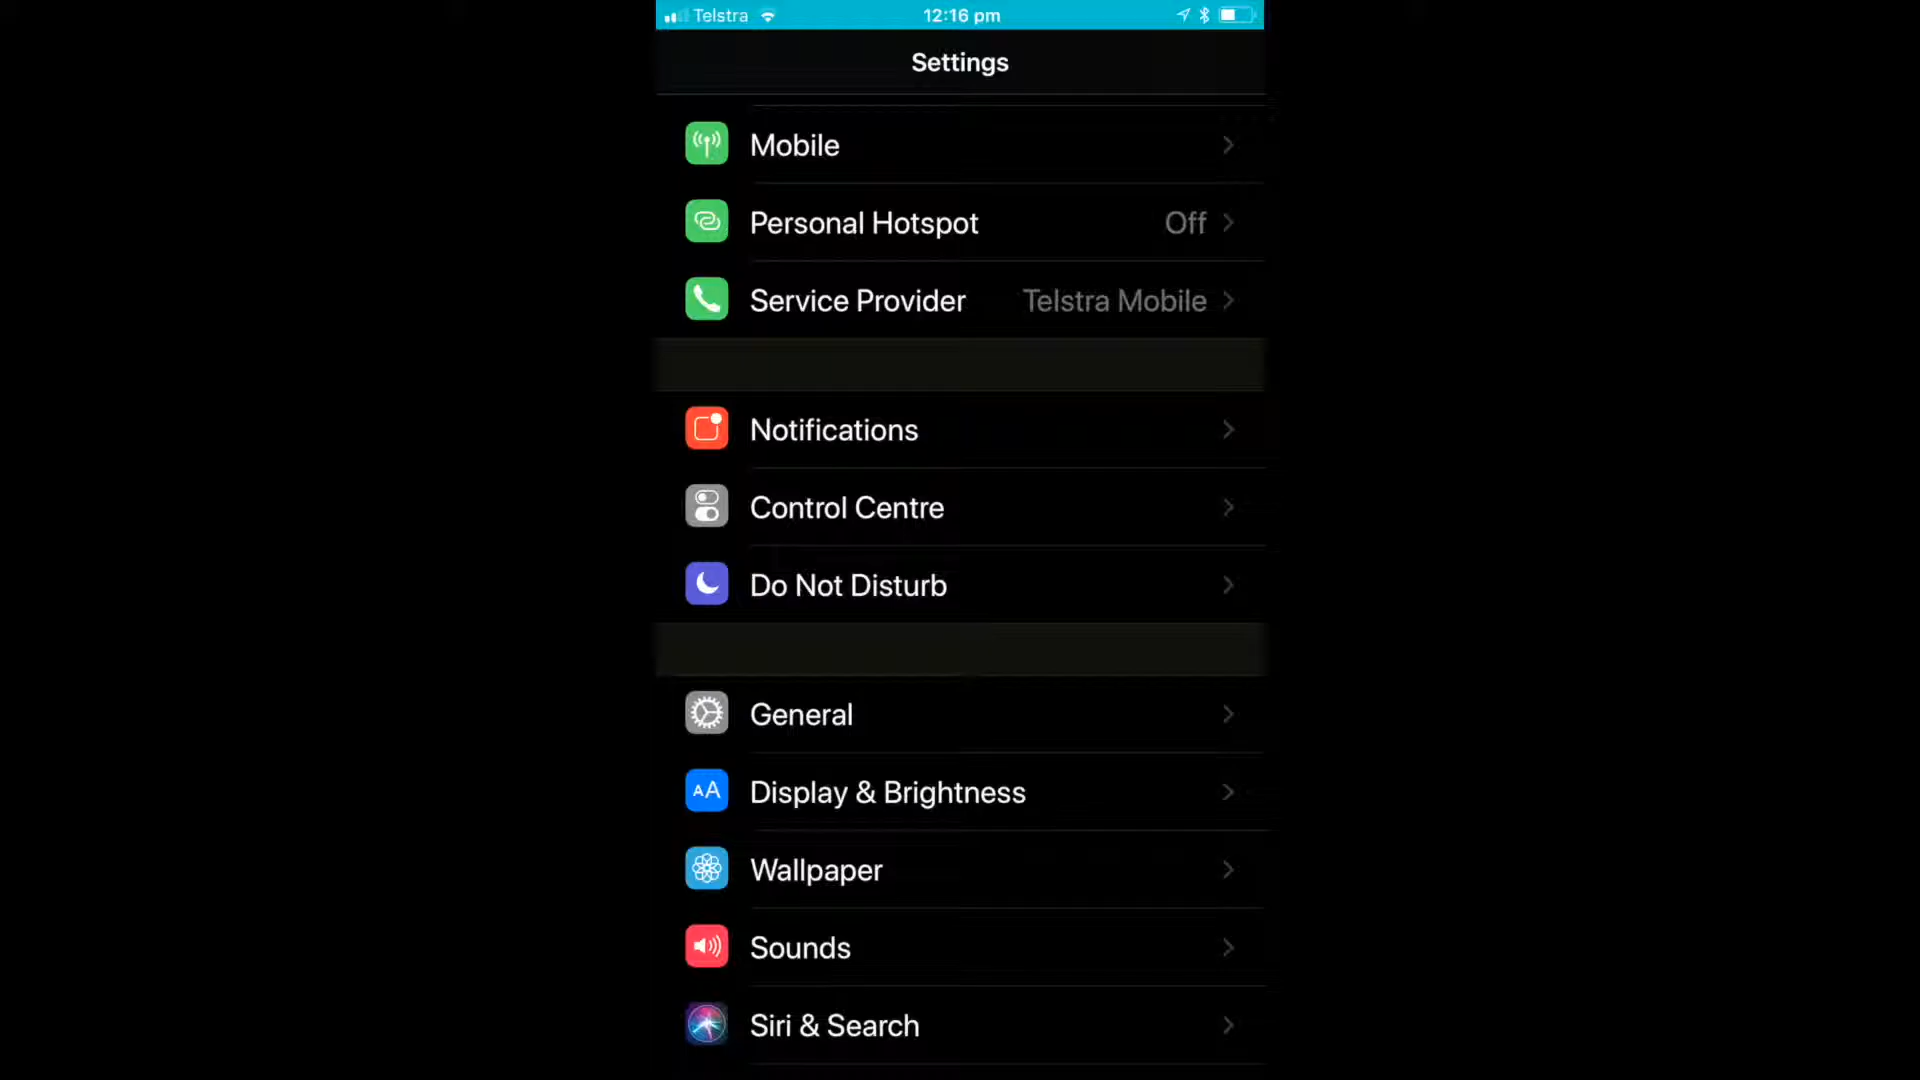 Telstra 12:16 pm
Settings
Mobile
Personal Hotspot Off
Service Provider Telstra Mobile
Notifications
Control Centre
Do Not Disturb
General
AA Display & Brightness
Wallpaper
Sounds
Siri & Search